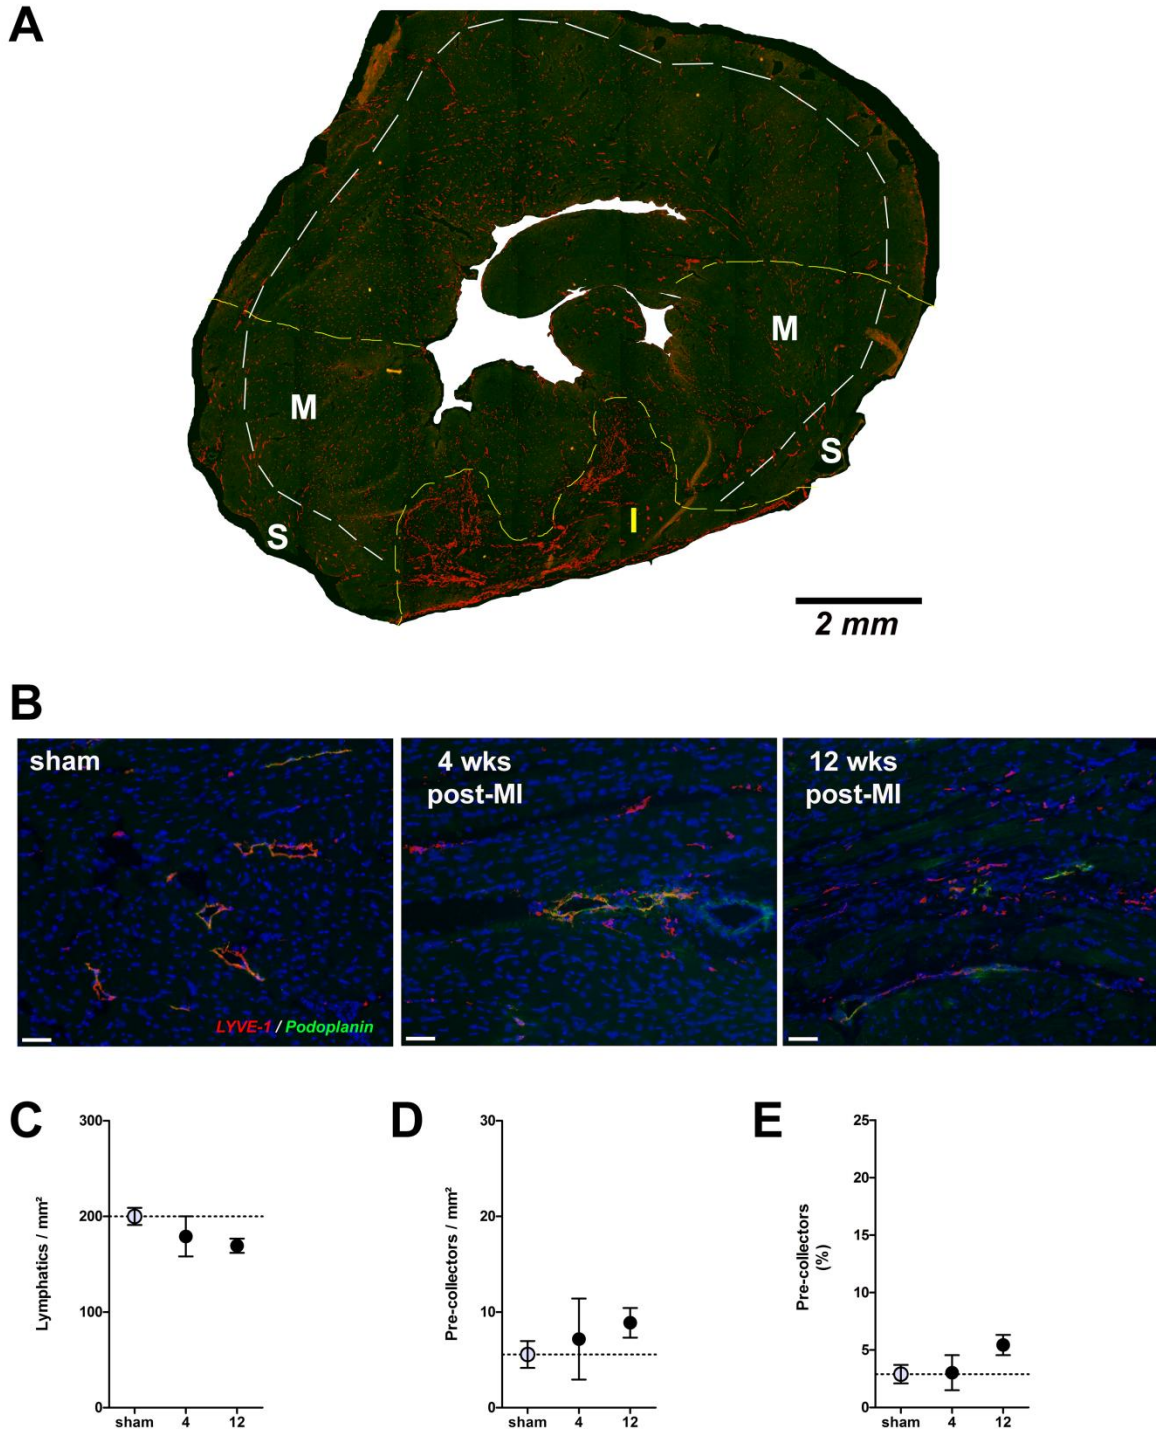 A
M
M
S
S
I
2 mm
B
sham
4 wks
post-MI
12 wks
post-MI
LYVE-1 / Podoplanin
C
Lymphatics / mm²
300
200
100
0
sham 4 12
D
Pre-collectors / mm²
30
20
10
0
sham 4 12
E
Pre-collectors
(%)
25
20
15
10
5
0
sham 4 12